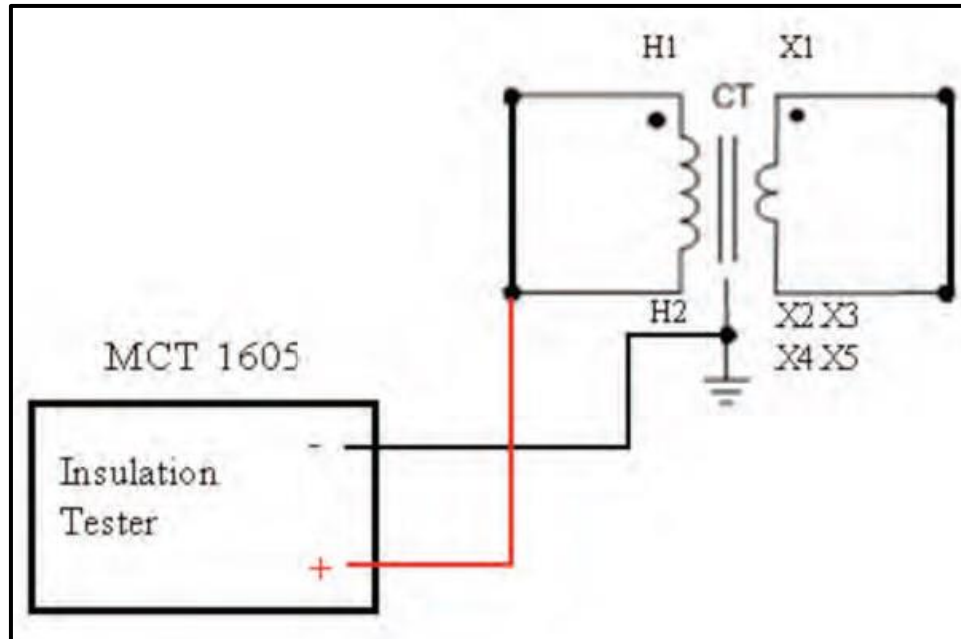 H1 X1
CT
H2 X2 X3
X4 X5
MCT 1605
-
Insulation
Tester
+